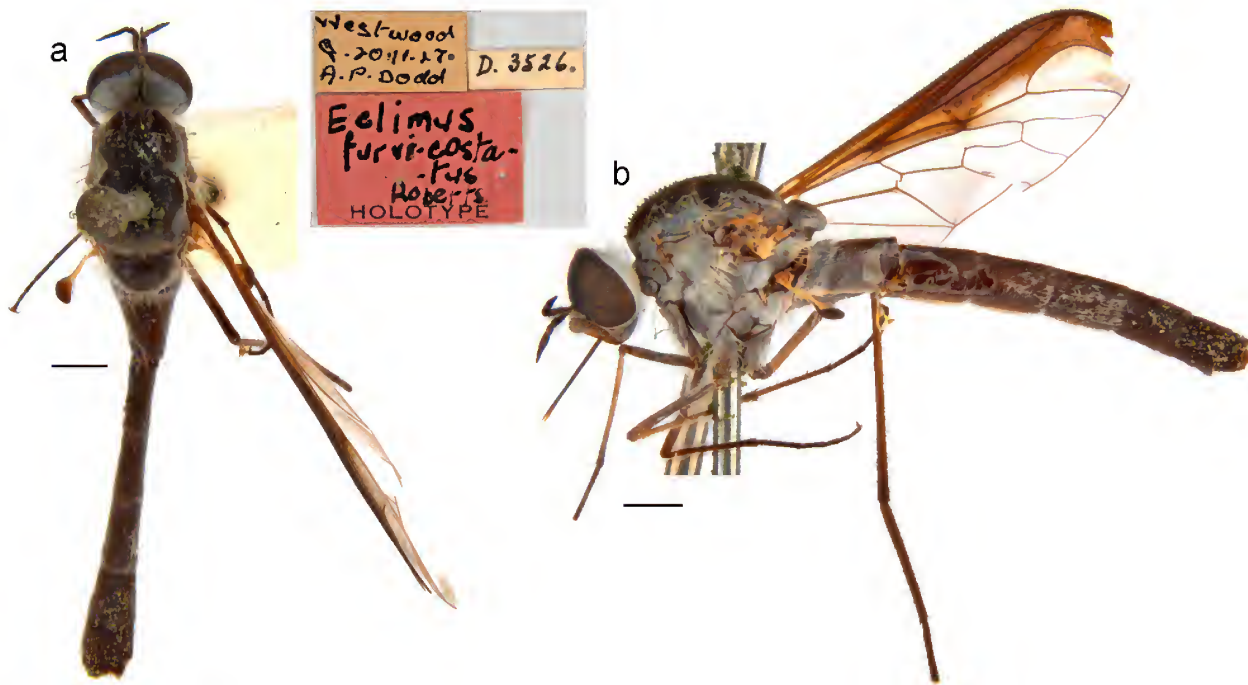 a
Westwood
Q. 20.11.27.
A.P. Dodd
D. 3526.
Eclimus
furvi-costa-
-tus
Roberts
HOLOTYPE
b